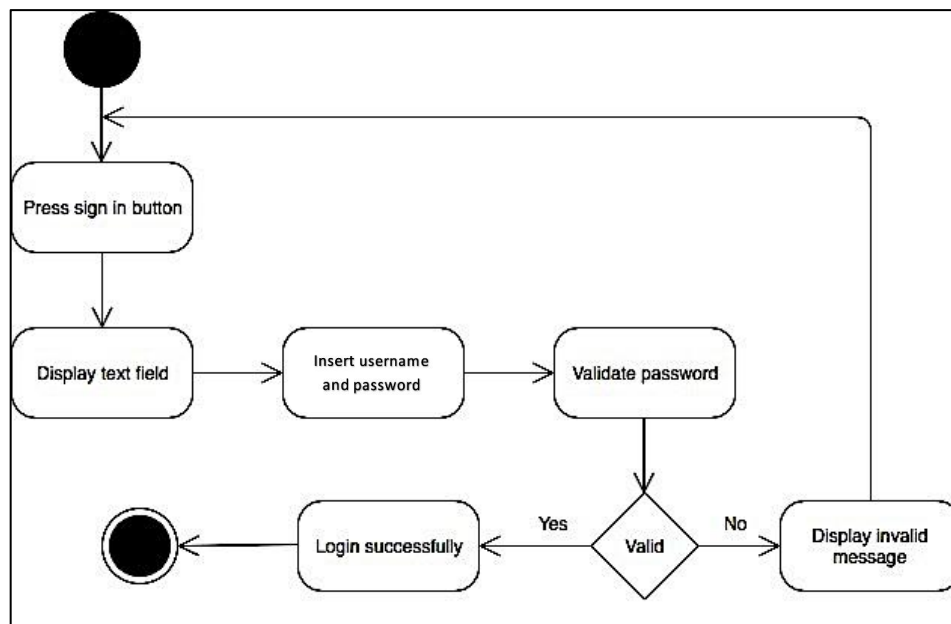 Press sign in button
Display text field
Insert username
and password
Validate password
Login successfully
Yes
Valid
No
Display invalid
message